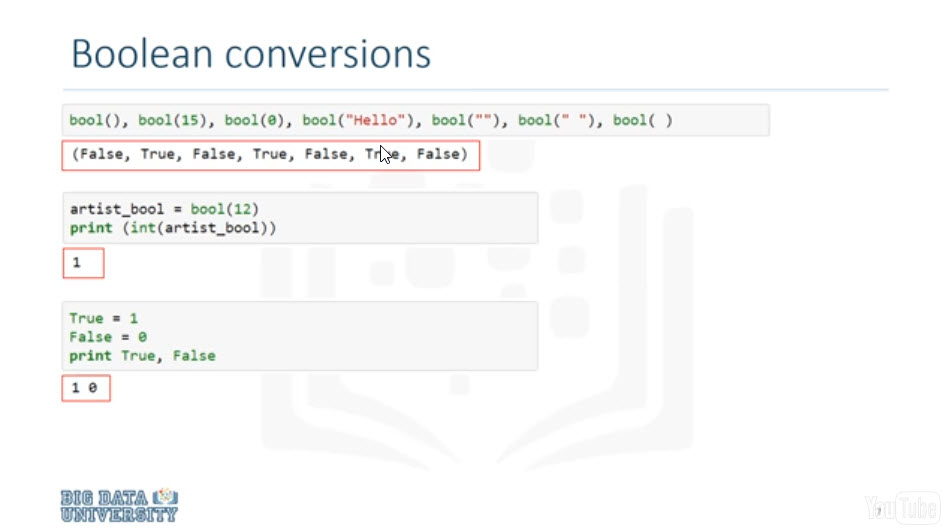 Boolean conversions
bool(), bool(15), bool(0), bool("Hello"), bool(""), bool(" "), bool( )
(False, True, False, True, False, True, False)
artist_bool = bool(12)
print (int(artist_bool))
1
True = 1
False = 0
print True, False
1 0
BIG DATA
UNIVERSITY
YouTube